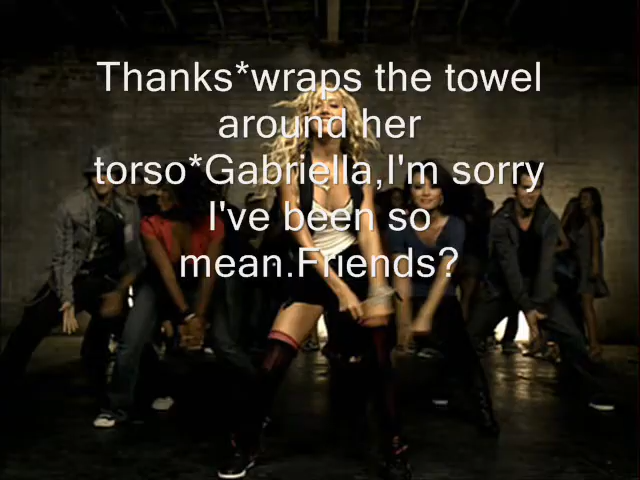 Thanks*wraps the towel
around her
torso*Gabriella,I'm sorry
I've been so
mean.Friends?